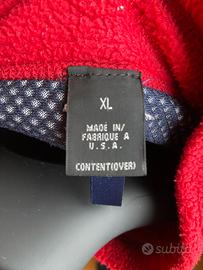 XL
MADE IN/
FABRIQUE A
U.S.A.
CONTENT(OVER)
subito